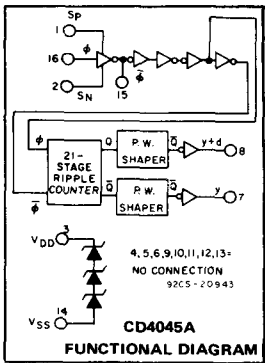 SP
1
16 ϕ
2
SN
15
ϕ̅
ϕ
21-
STAGE
RIPPLE
COUNTER
ϕ̅
Q
P.W.
SHAPER
Q̅
y+d
8
Q̅
P.W.
SHAPER
Q̅
y
7
3
VDD
14
VSS
4,5,6,9,10,11,12,13=
NO CONNECTION
92CS-20943
CD4045A
FUNCTIONAL DIAGRAM